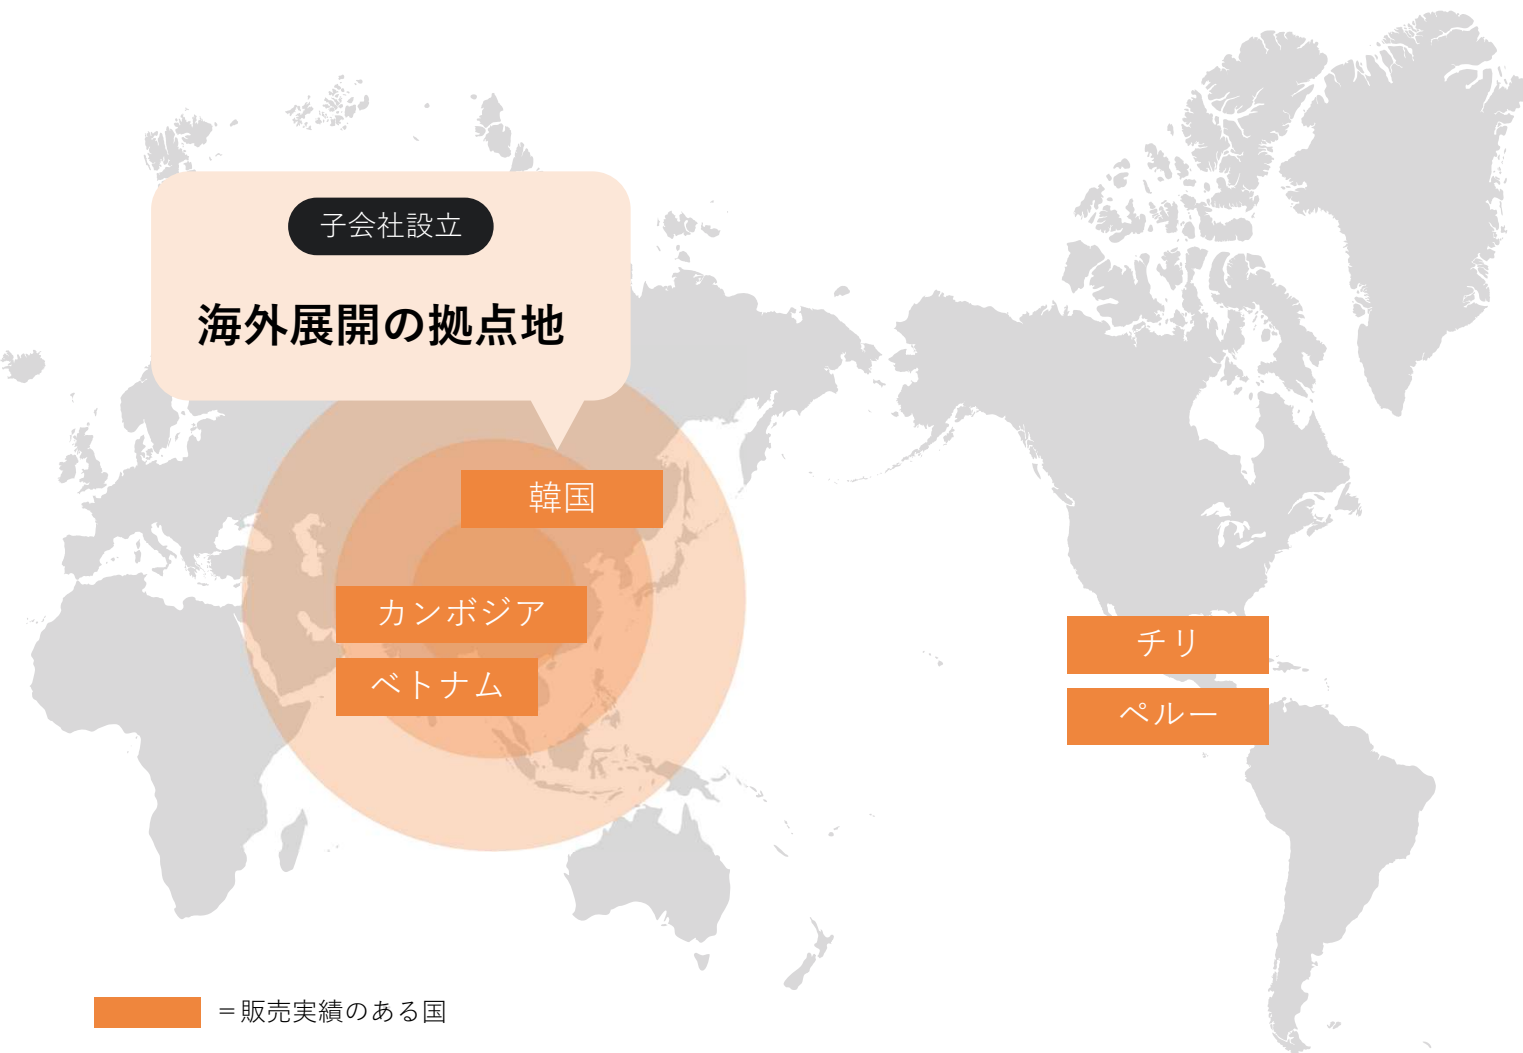 子会社設立
海外展開の拠点地
韓国
カンボジア
ベトナム
チリ
ペルー
＝販売実績のある国